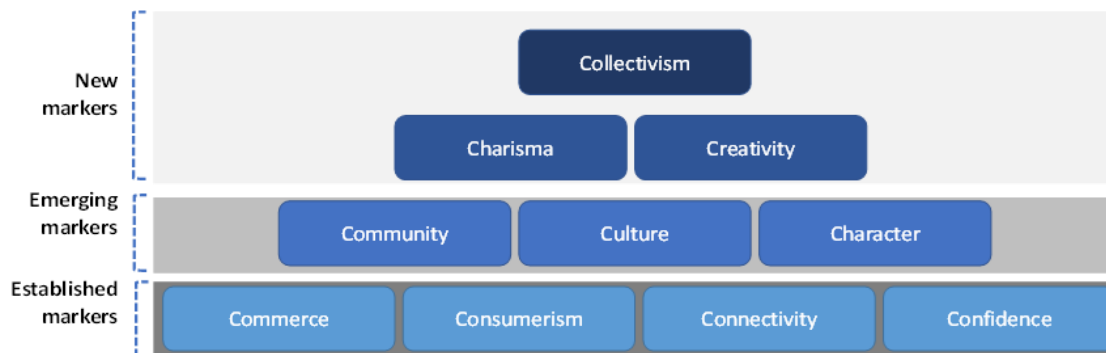 Collectivism
New
markers
Charisma Creativity
Emerging
markers
Community Culture Character
Established
markers
Commerce Consumerism Connectivity Confidence